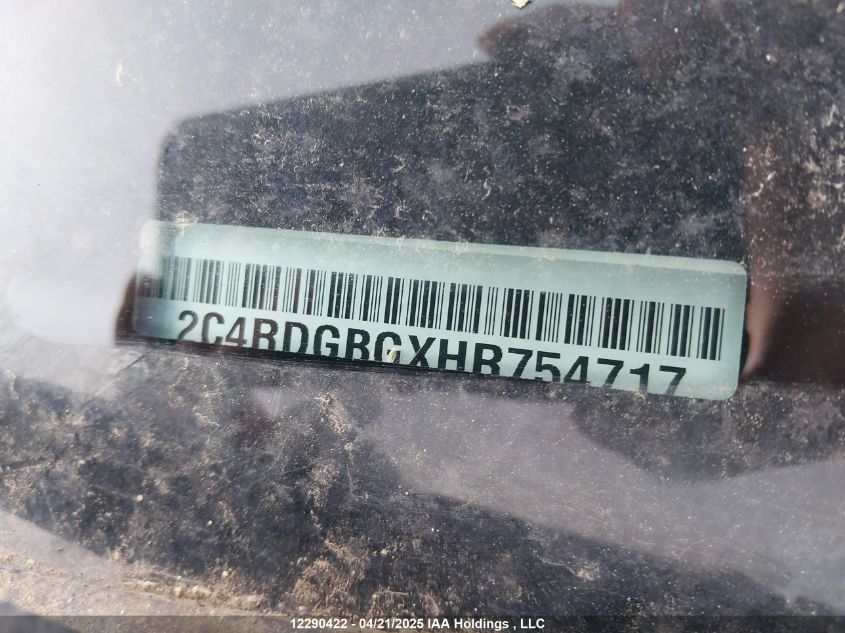 2C4RDGBGXHR754717
12290422 - 04/21/2025 IAA Holdings , LLC